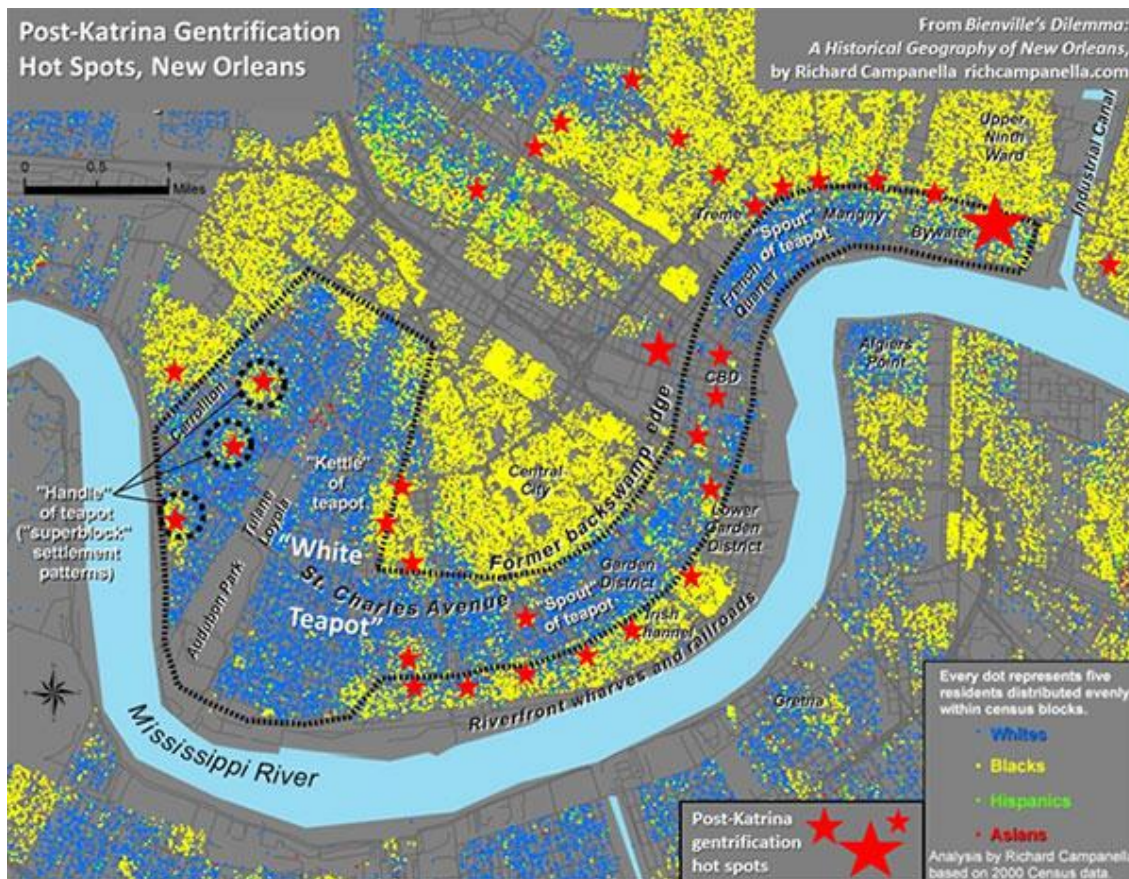 Post-Katrina Gentrification
Hot Spots, New Orleans
From Bienville's Dilemma:
A Historical Geography of New Orleans,
by Richard Campanella richcampanella.com
0
0.5
1
Miles
Upper
Ninth
Ward
Industrial Canal
Treme
Marigny
Bywater
"Spout"
of teapot
French
Quarter
Algiers
Point
CBD
Carrollton
"Handle"
of teapot
("superblock"
settlement
patterns)
"Kettle"
of teapot
Tulane
Loyola
Audubon Park
Central
City
Former backswamp edge
Lower
Garden
District
"White
Teapot"
St. Charles Avenue
Garden
District
"Spout"
of teapot
Irish
Channel
Riverfront wharves and railroads
Gretna
Mississippi River
Every dot represents five
residents distributed evenly
within census blocks.
Whites
Blacks
Hispanics
Asians
Analysis by Richard Campanella
based on 2000 Census data.
Post-Katrina
gentrification
hot spots